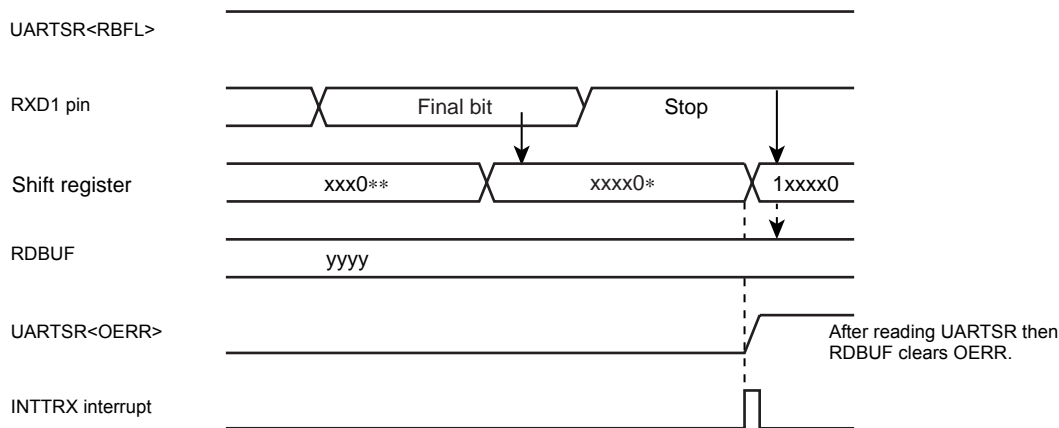 UARTSR<RBFL>
RXD1 pin
Final bit
Stop
Shift register
xxx0**
xxxx0*
1xxxx0
RDBUF
yyyy
UARTSR<OERR>
After reading UARTSR then
RDBUF clears OERR.
INTTRX interrupt